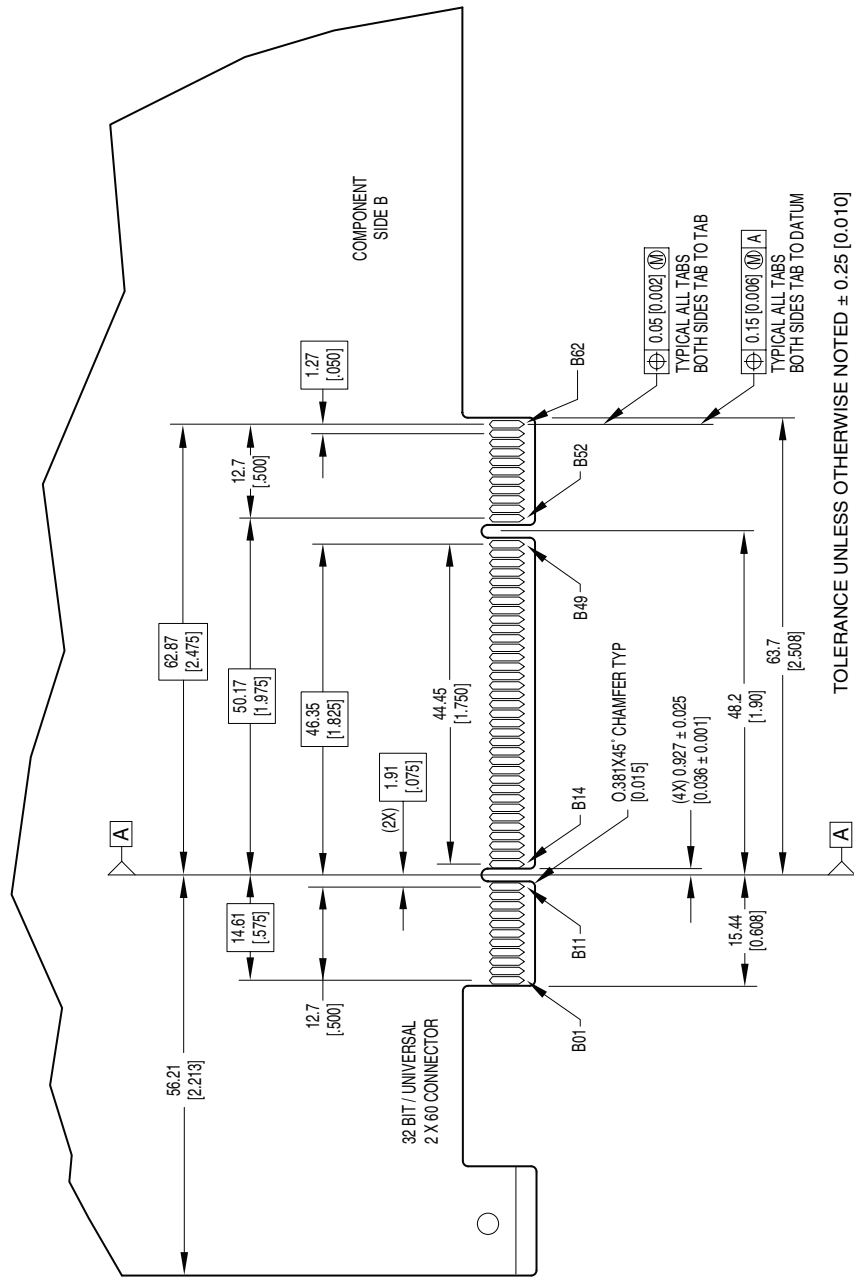 COMPONENT
SIDE B
1.27
[.050]
62.87
[2.475]
12.7
[.500]
50.17
[1.975]
46.35
[1.825]
44.45
[1.750]
(2X)
1.91
[.075]
A
14.61
[.575]
12.7
[.500]
56.21
[2.213]
32 BIT / UNIVERSAL
2 X 60 CONNECTOR
B01
B11
B14
B49
B52
B62
O.381X45° CHAMFER TYP
[0.015]
(4X) 0.927 ± 0.025
[0.036 ± 0.001]
15.44
[0.608]
48.2
[1.90]
63.7
[2.508]
A
⌖ 0.05 [0.002] Ⓜ
TYPICAL ALL TABS
BOTH SIDES TAB TO TAB
⌖ 0.15 [0.006] Ⓜ A
TYPICAL ALL TABS
BOTH SIDES TAB TO DATUM
TOLERANCE UNLESS OTHERWISE NOTED ± 0.25 [0.010]